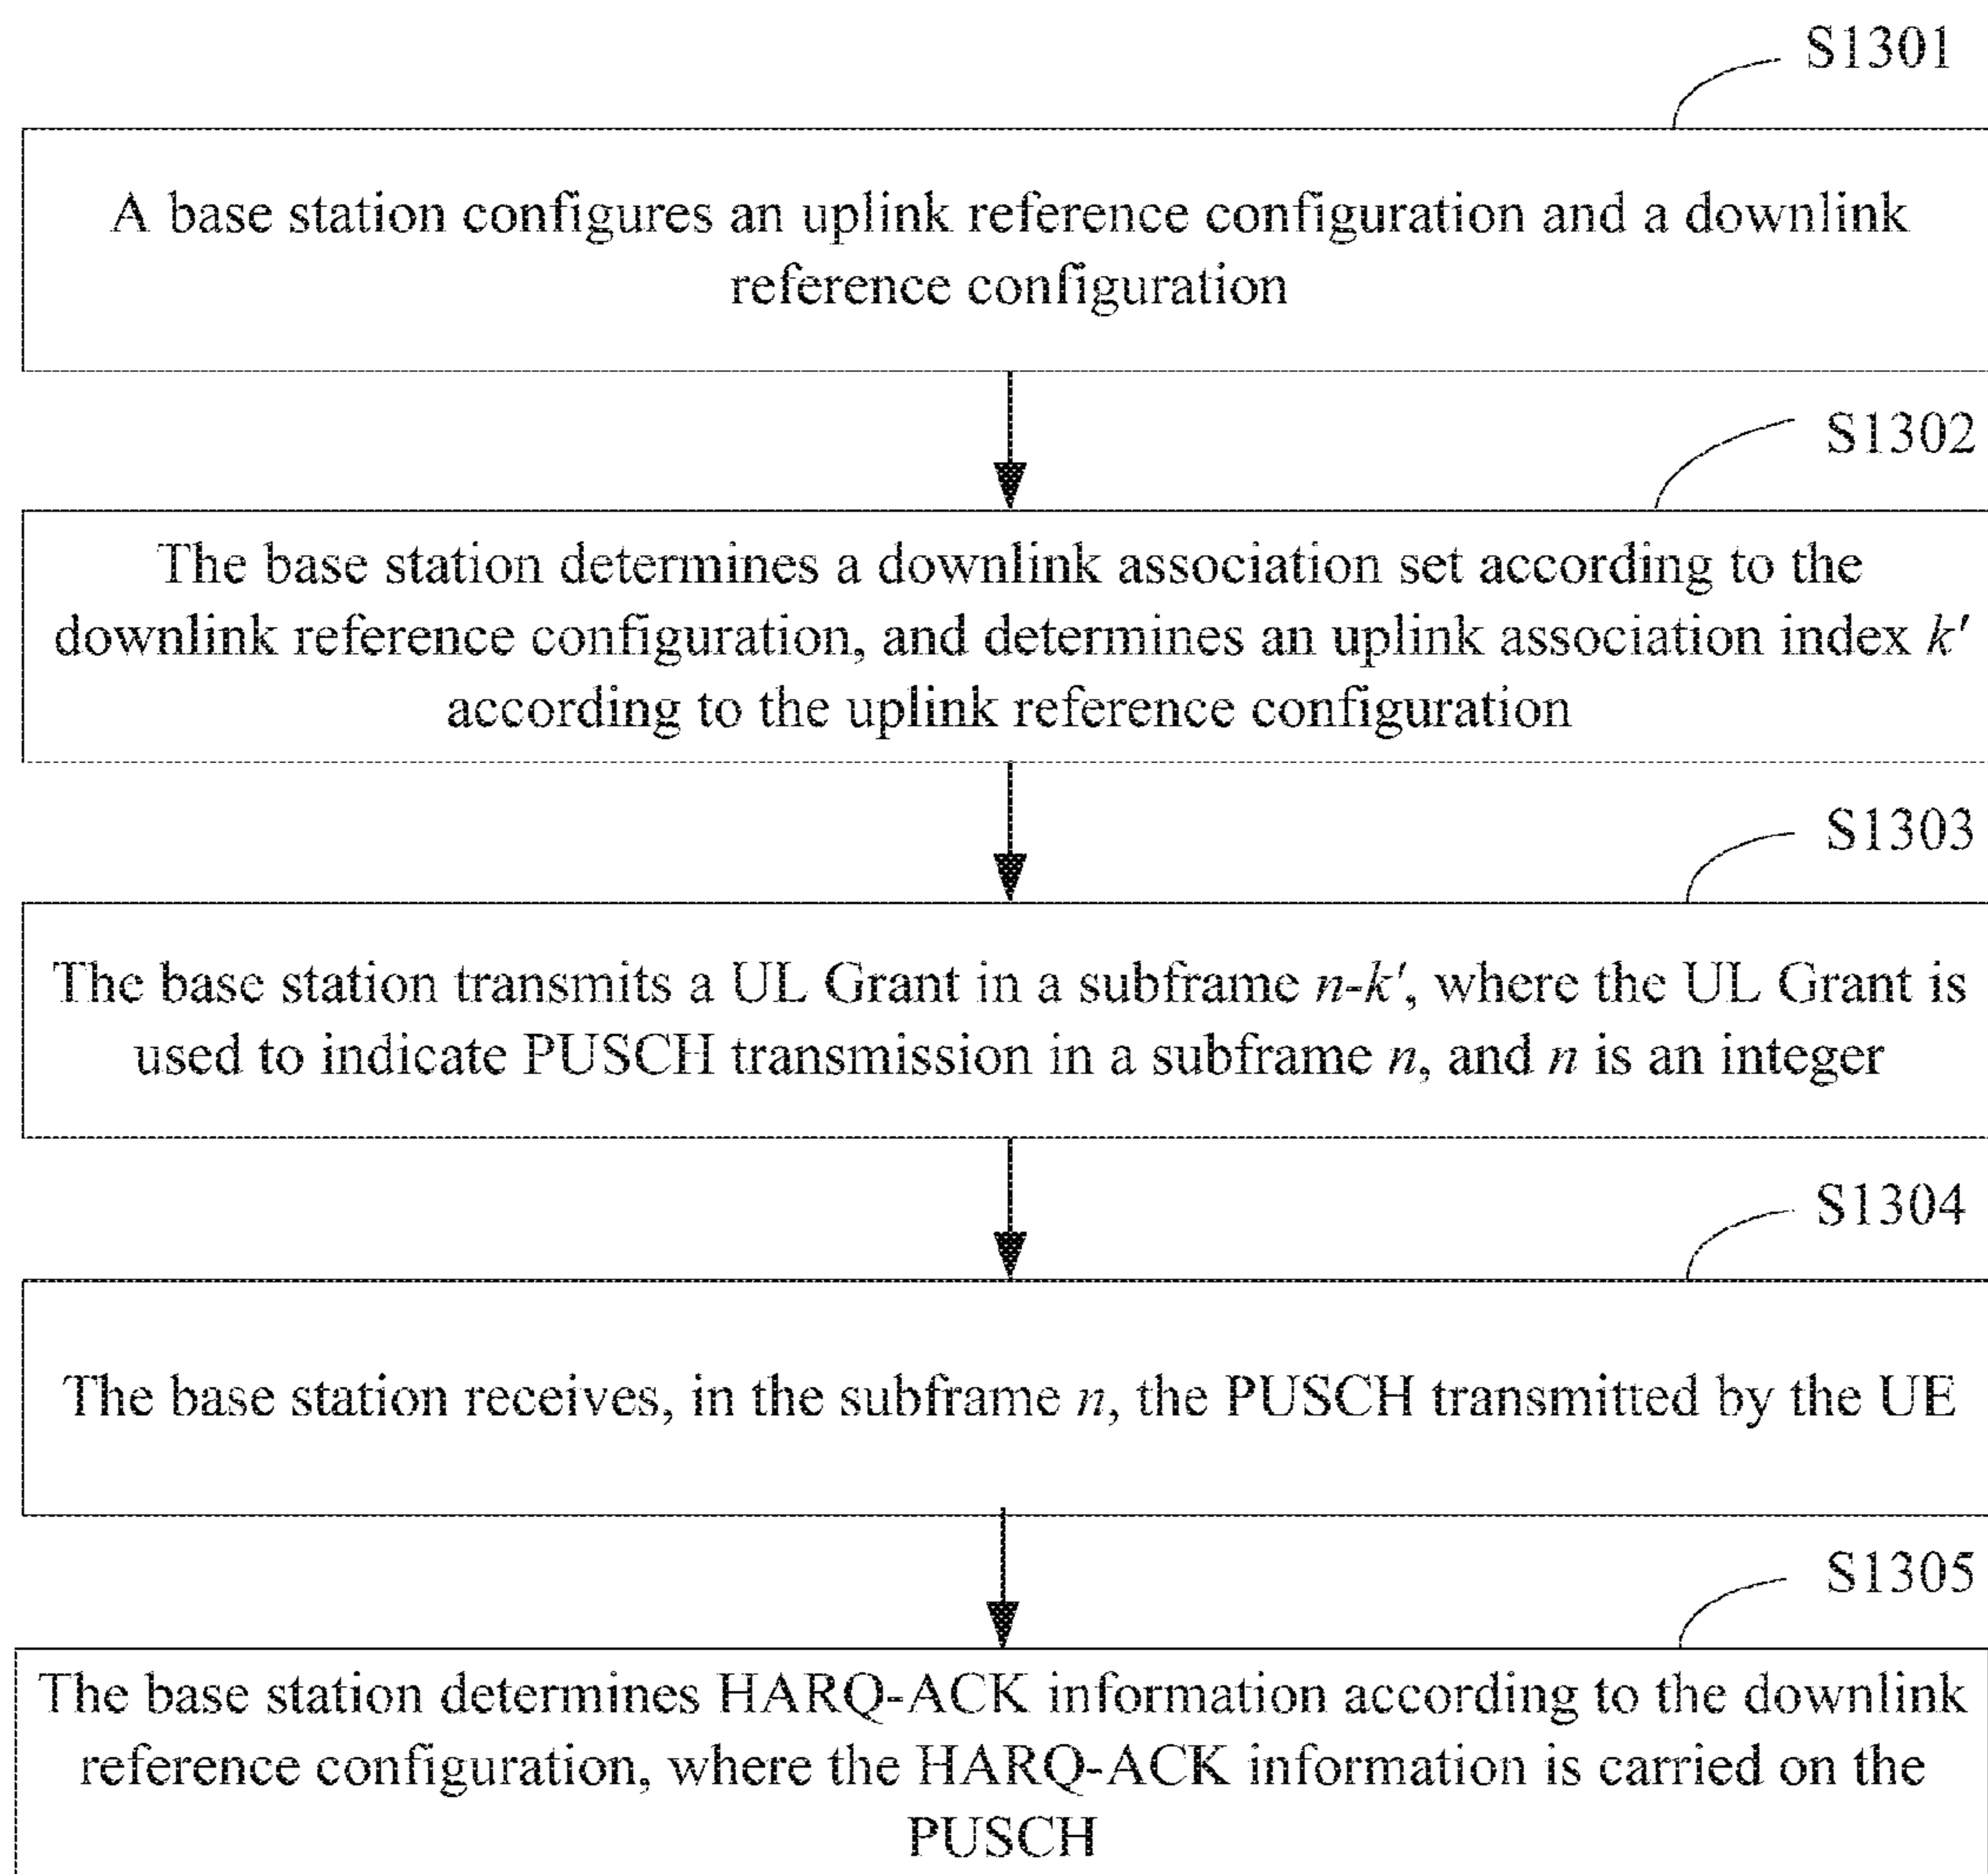 S1301
A base station configures an uplink reference configuration and a downlink
reference configuration
S1302
The base station determines a downlink association set according to the
downlink reference configuration, and determines an uplink association index k'
according to the uplink reference configuration
S1303
The base station transmits a UL Grant in a subframe n-k', where the UL Grant is
used to indicate PUSCH transmission in a subframe n, and n is an integer
S1304
The base station receives, in the subframe n, the PUSCH transmitted by the UE
S1305
The base station determines HARQ-ACK information according to the downlink
reference configuration, where the HARQ-ACK information is carried on the
PUSCH